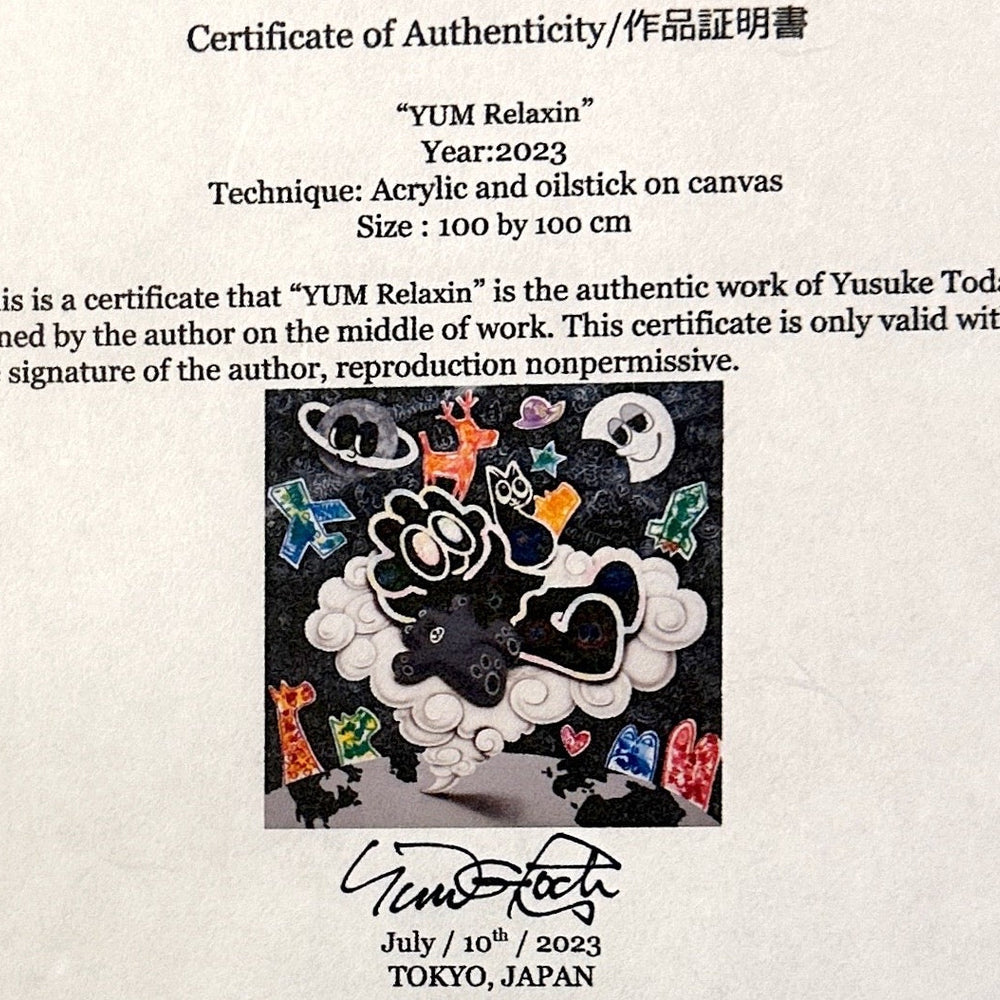 Certificate of Authenticity/作品証明書
“YUM Relaxin”
Year:2023
Technique: Acrylic and oilstick on canvas
Size : 100 by 100 cm
is is a certificate that “YUM Relaxin” is the authentic work of Yusuke Toda
ned by the author on the middle of work. This certificate is only valid wit
signature of the author, reproduction nonpermissive.
July / 10th / 2023
TOKYO, JAPAN